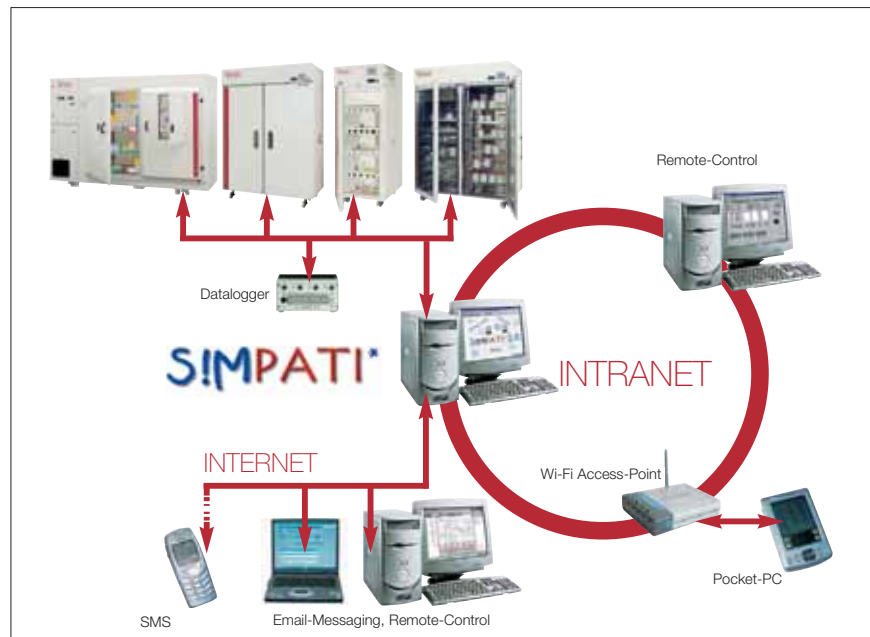 Remote-Control
Datalogger
S!MPATI*
INTRANET
INTERNET
Wi-Fi Access-Point
Pocket-PC
SMS
Email-Messaging, Remote-Control